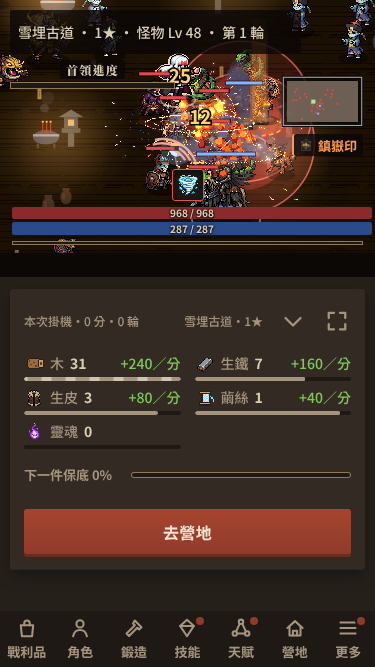 雪埋古道 · 1★ · 怪物 Lv 48 · 第 1 輪
首領進度
25
12
鎮嶽印
968 / 968
287 / 287
本次掛機·0 分·0 輪
雪埋古道·1★
木 31 +240／分
生鐵 7 +160／分
生皮 3 +80／分
繭絲 1 +40／分
靈魂 0
下一件保底 0%
去營地
戰利品 角色 鍛造 技能 天賦 營地 更多